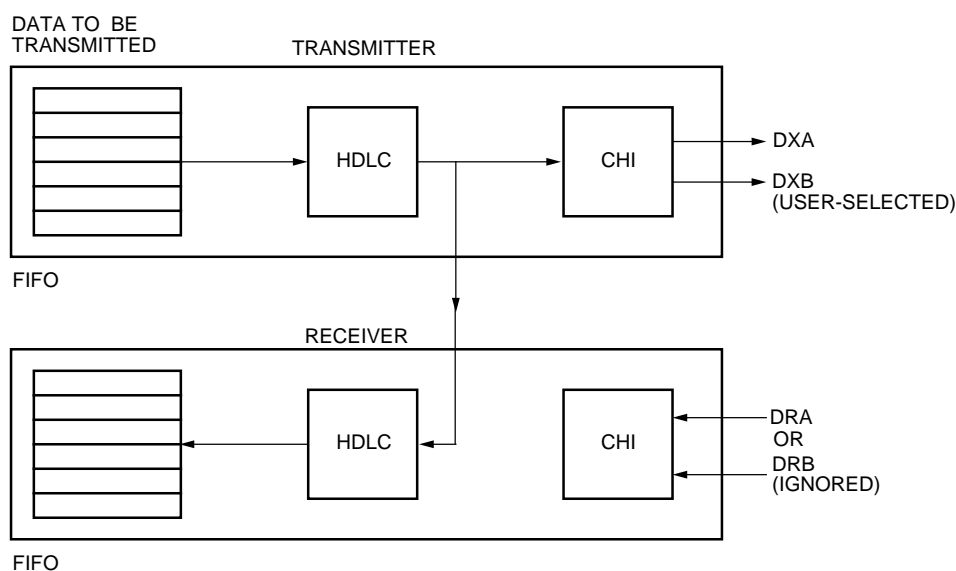 DATA TO BE
TRANSMITTED
TRANSMITTER
HDLC
CHI
DXA
DXB
(USER-SELECTED)
FIFO
RECEIVER
HDLC
CHI
DRA
OR
DRB
(IGNORED)
FIFO